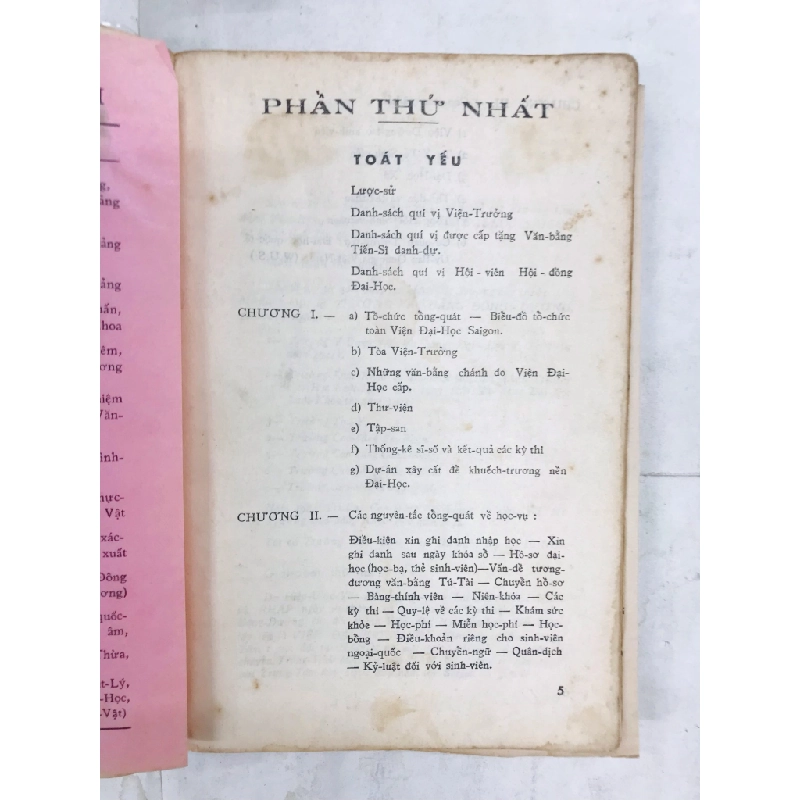 PHẦN THỨ NHẤT
TOÁT YẾU
Lược-sử
Danh-sách quí vị Viện-Trưởng
Danh-sách quí vị được cấp tặng Văn-bằng
Tiến-Sĩ danh-dự.
Danh-sách quí vị Hội-viên Hội-đồng
Đại-Học.
CHƯƠNG I. — a) Tổ-chức tổng-quát — Biểu-đồ tổ-chức
toàn Viện Đại-Học Saigon.
b) Tòa Viện-Trưởng
c) Những văn-bằng chánh do Viện Đại-
Học cấp.
d) Thư-viện
e) Tập-san
f) Thống-kê sĩ-số và kết-quả các kỳ thi
g) Dự-án xây cất để khuếch-trương nền
Đại-Học.
CHƯƠNG II. — Các nguyên-tắc tổng-quát về học-vụ :
Điều-kiện xin ghi danh nhập học — Xin
ghi danh sau ngày khóa sổ — Hồ-sơ đại-
học (học-bạ, thẻ sinh-viên)—Vấn-đề tương-
đương văn-bằng Tú-Tài — Chuyển hồ-sơ
— Bàng-thính-viên — Niên-khóa — Các
kỳ thi — Quy-lệ về các kỳ thi — Khám sức
khỏe — Học-phí — Miễn học-phí — Học-
bổng — Điều-khoản riêng cho sinh-viên
ngoại-quốc — Chuyển-ngữ — Quân-dịch
— Kỷ-luật đối với sinh-viên.
5